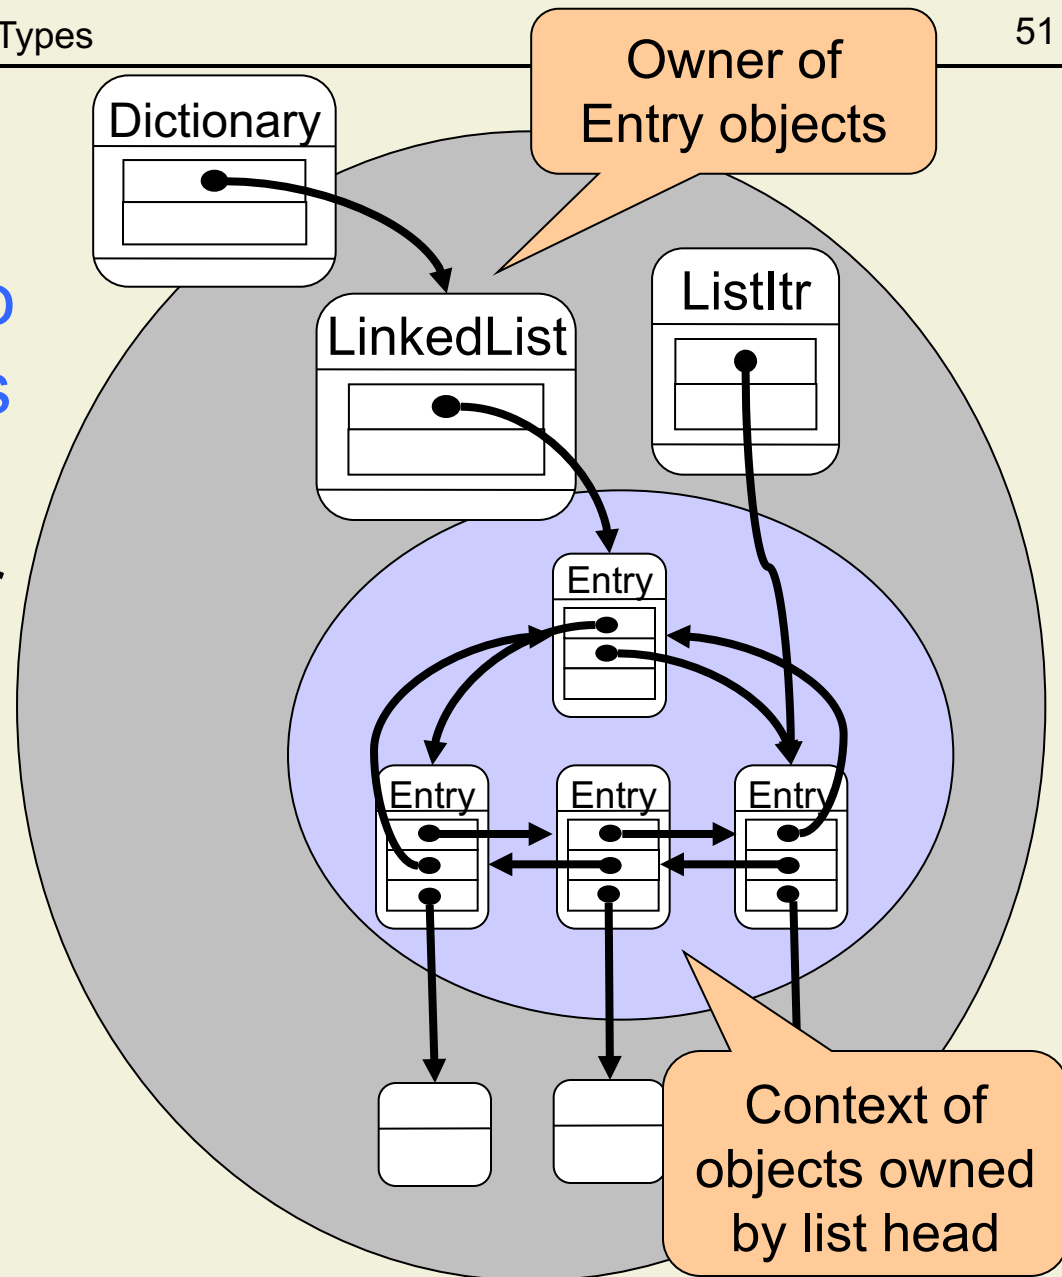 Types
51
Owner of
Entry objects
Dictionary
ListItr
LinkedList
Entry
Entry
Entry
Entry
Context of
objects owned
by list head